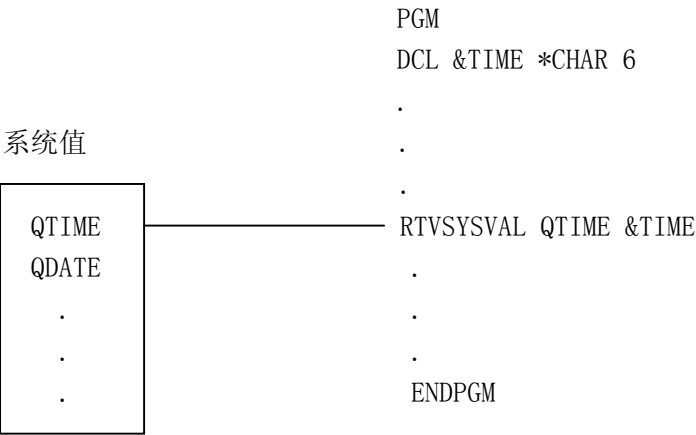 PGM
DCL &TIME *CHAR 6
.
.
.
系统值
QTIME
QDATE
.
.
.
RTVSYSVAL QTIME &TIME
.
.
.
ENDPGM